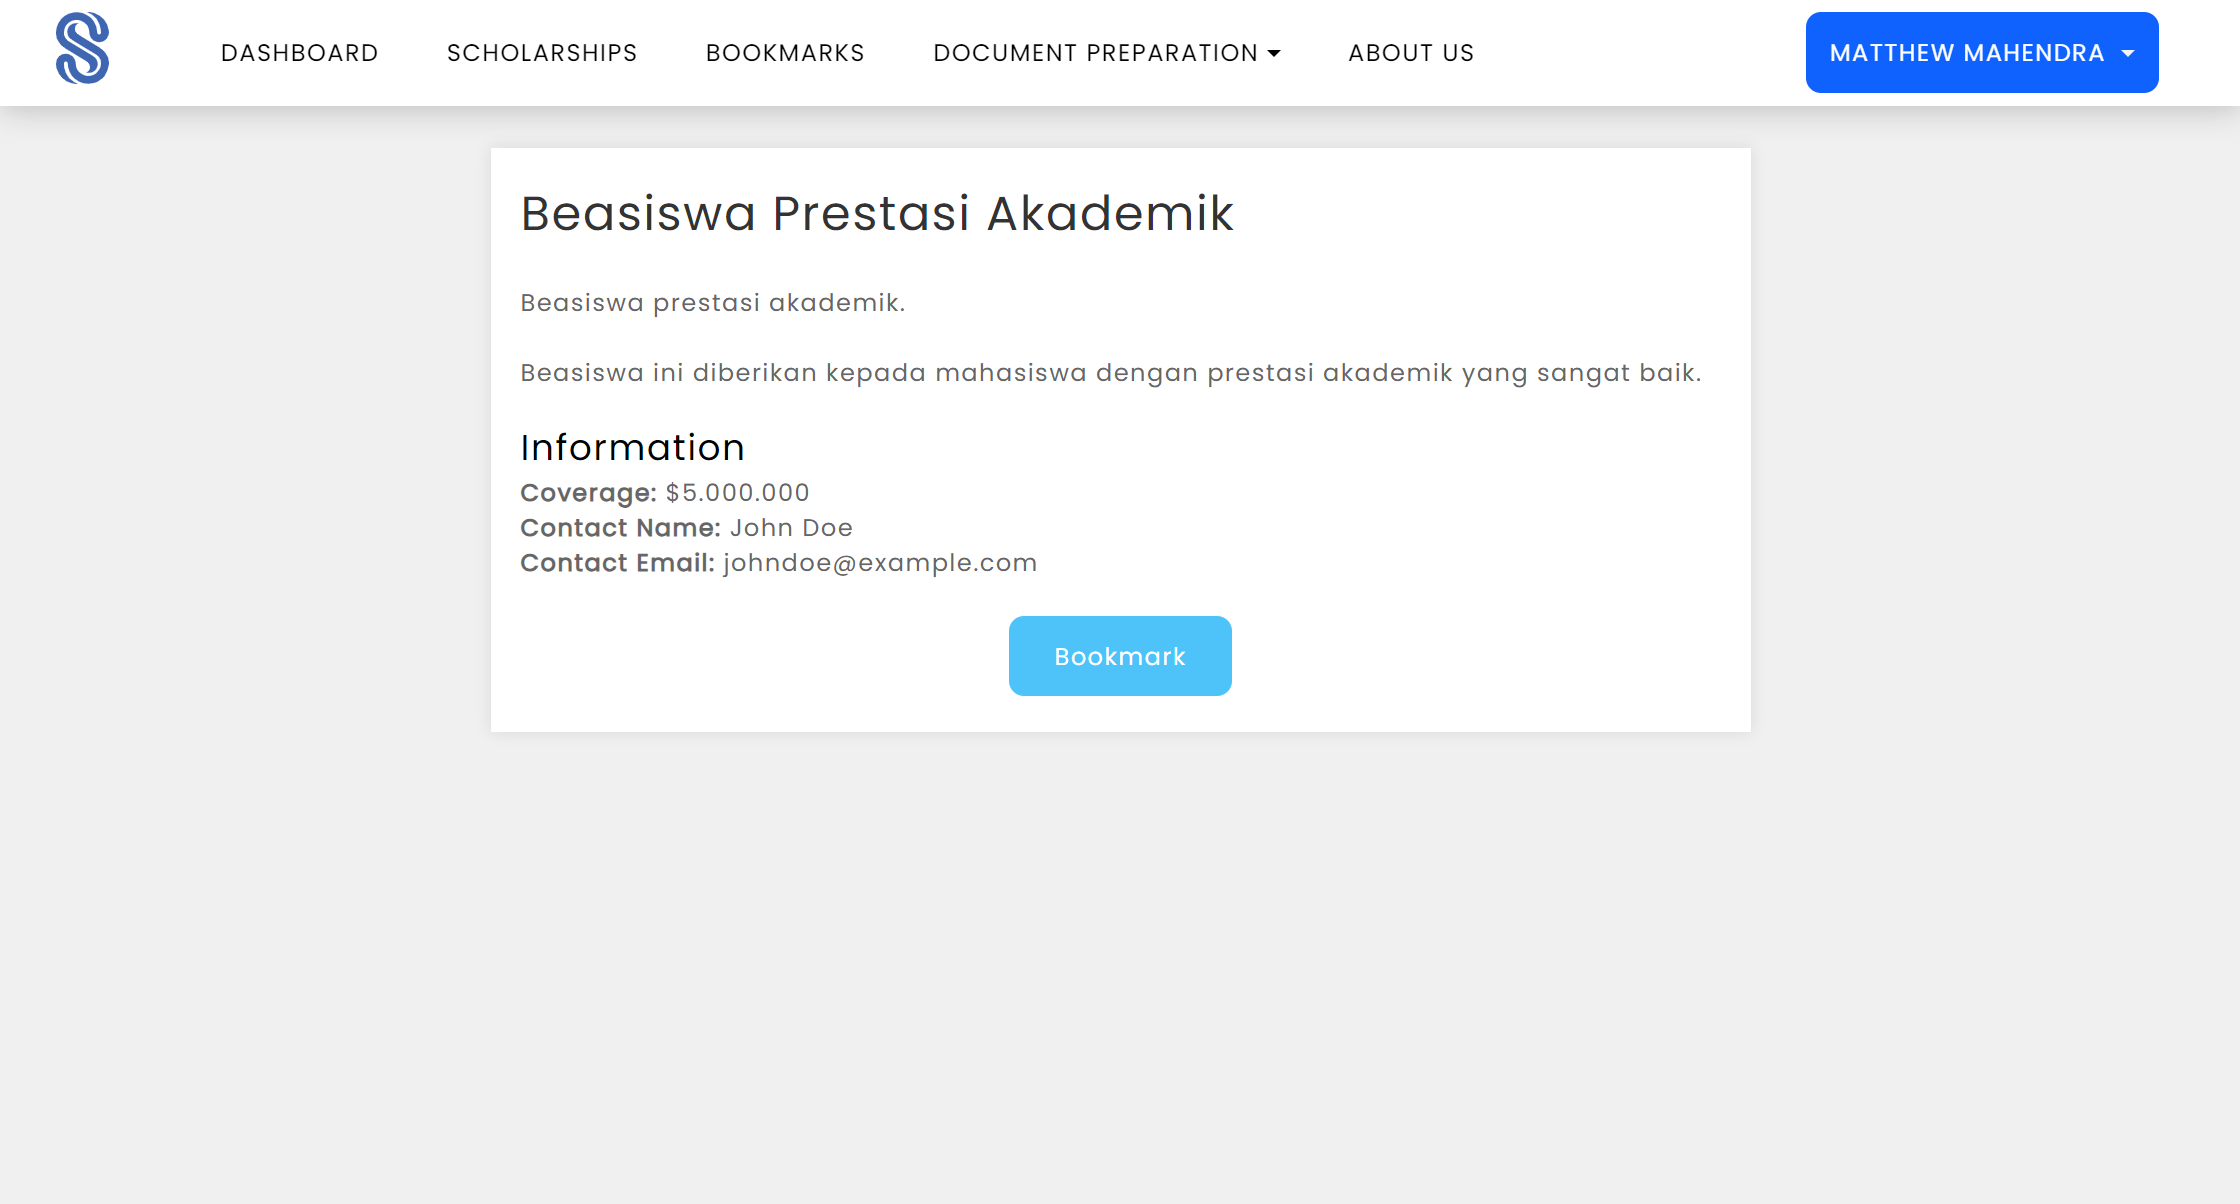 DASHBOARD SCHOLARSHIPS BOOKMARKS DOCUMENT PREPARATION ABOUT US MATTHEW MAHENDRA
Beasiswa Prestasi Akademik
Beasiswa prestasi akademik.
Beasiswa ini diberikan kepada mahasiswa dengan prestasi akademik yang sangat baik.
Information
Coverage: $5.000.000
Contact Name: John Doe
Contact Email: johndoe@example.com
Bookmark